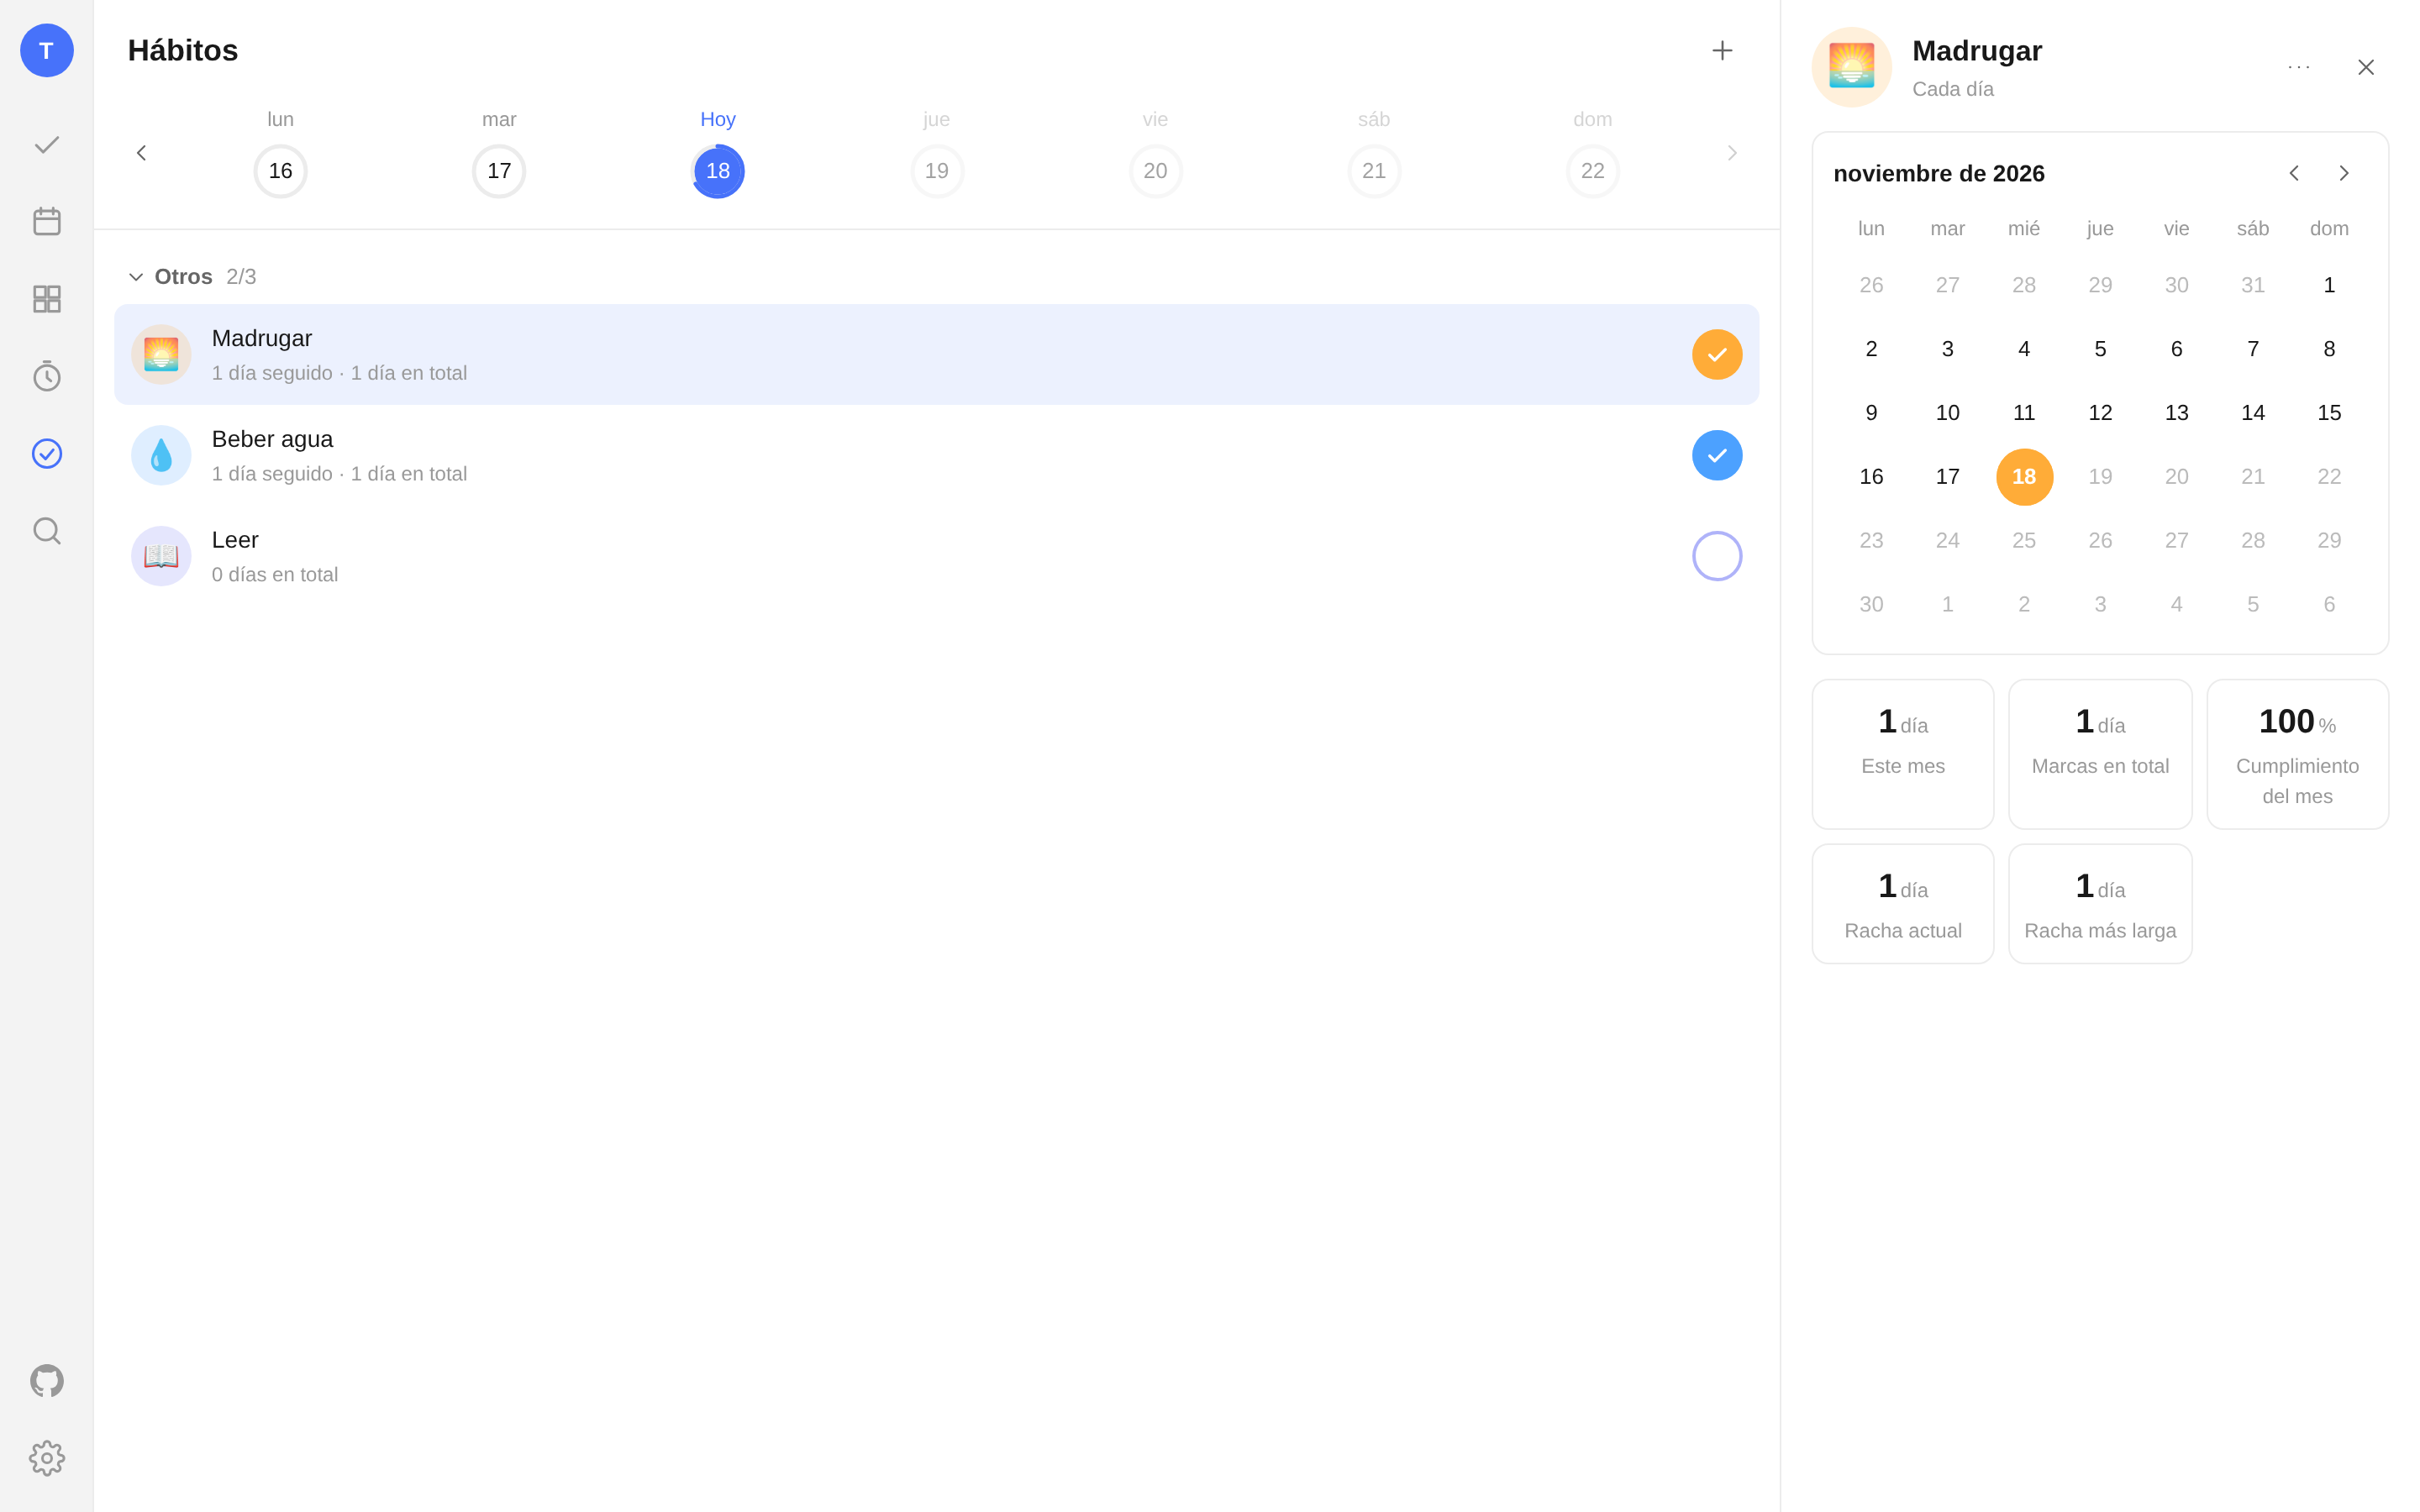 T
Hábitos
lun mar Hoy jue vie sáb dom
16 17 18 19 20 21 22
Otros 2/3
Madrugar
1 día seguido · 1 día en total
Beber agua
1 día seguido · 1 día en total
Leer
0 días en total
Madrugar
Cada día
noviembre de 2026
lun mar mié jue vie sáb dom
26 27 28 29 30 31 1
2 3 4 5 6 7 8
9 10 11 12 13 14 15
16 17 18 19 20 21 22
23 24 25 26 27 28 29
30 1 2 3 4 5 6
1 día
Este mes
1 día
Marcas en total
100 %
Cumplimiento
del mes
1 día
Racha actual
1 día
Racha más larga